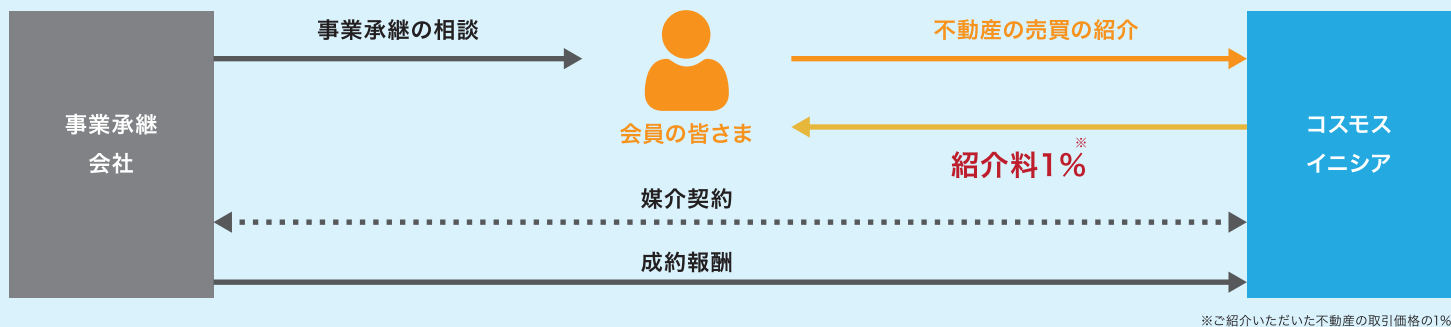 事業承継の相談
不動産の売買の紹介
事業承継
会社
会員の皆さま
コスモス
イニシア
※
紹介料1%
媒介契約
成約報酬
※ご紹介いただいた不動産の取引価格の1%